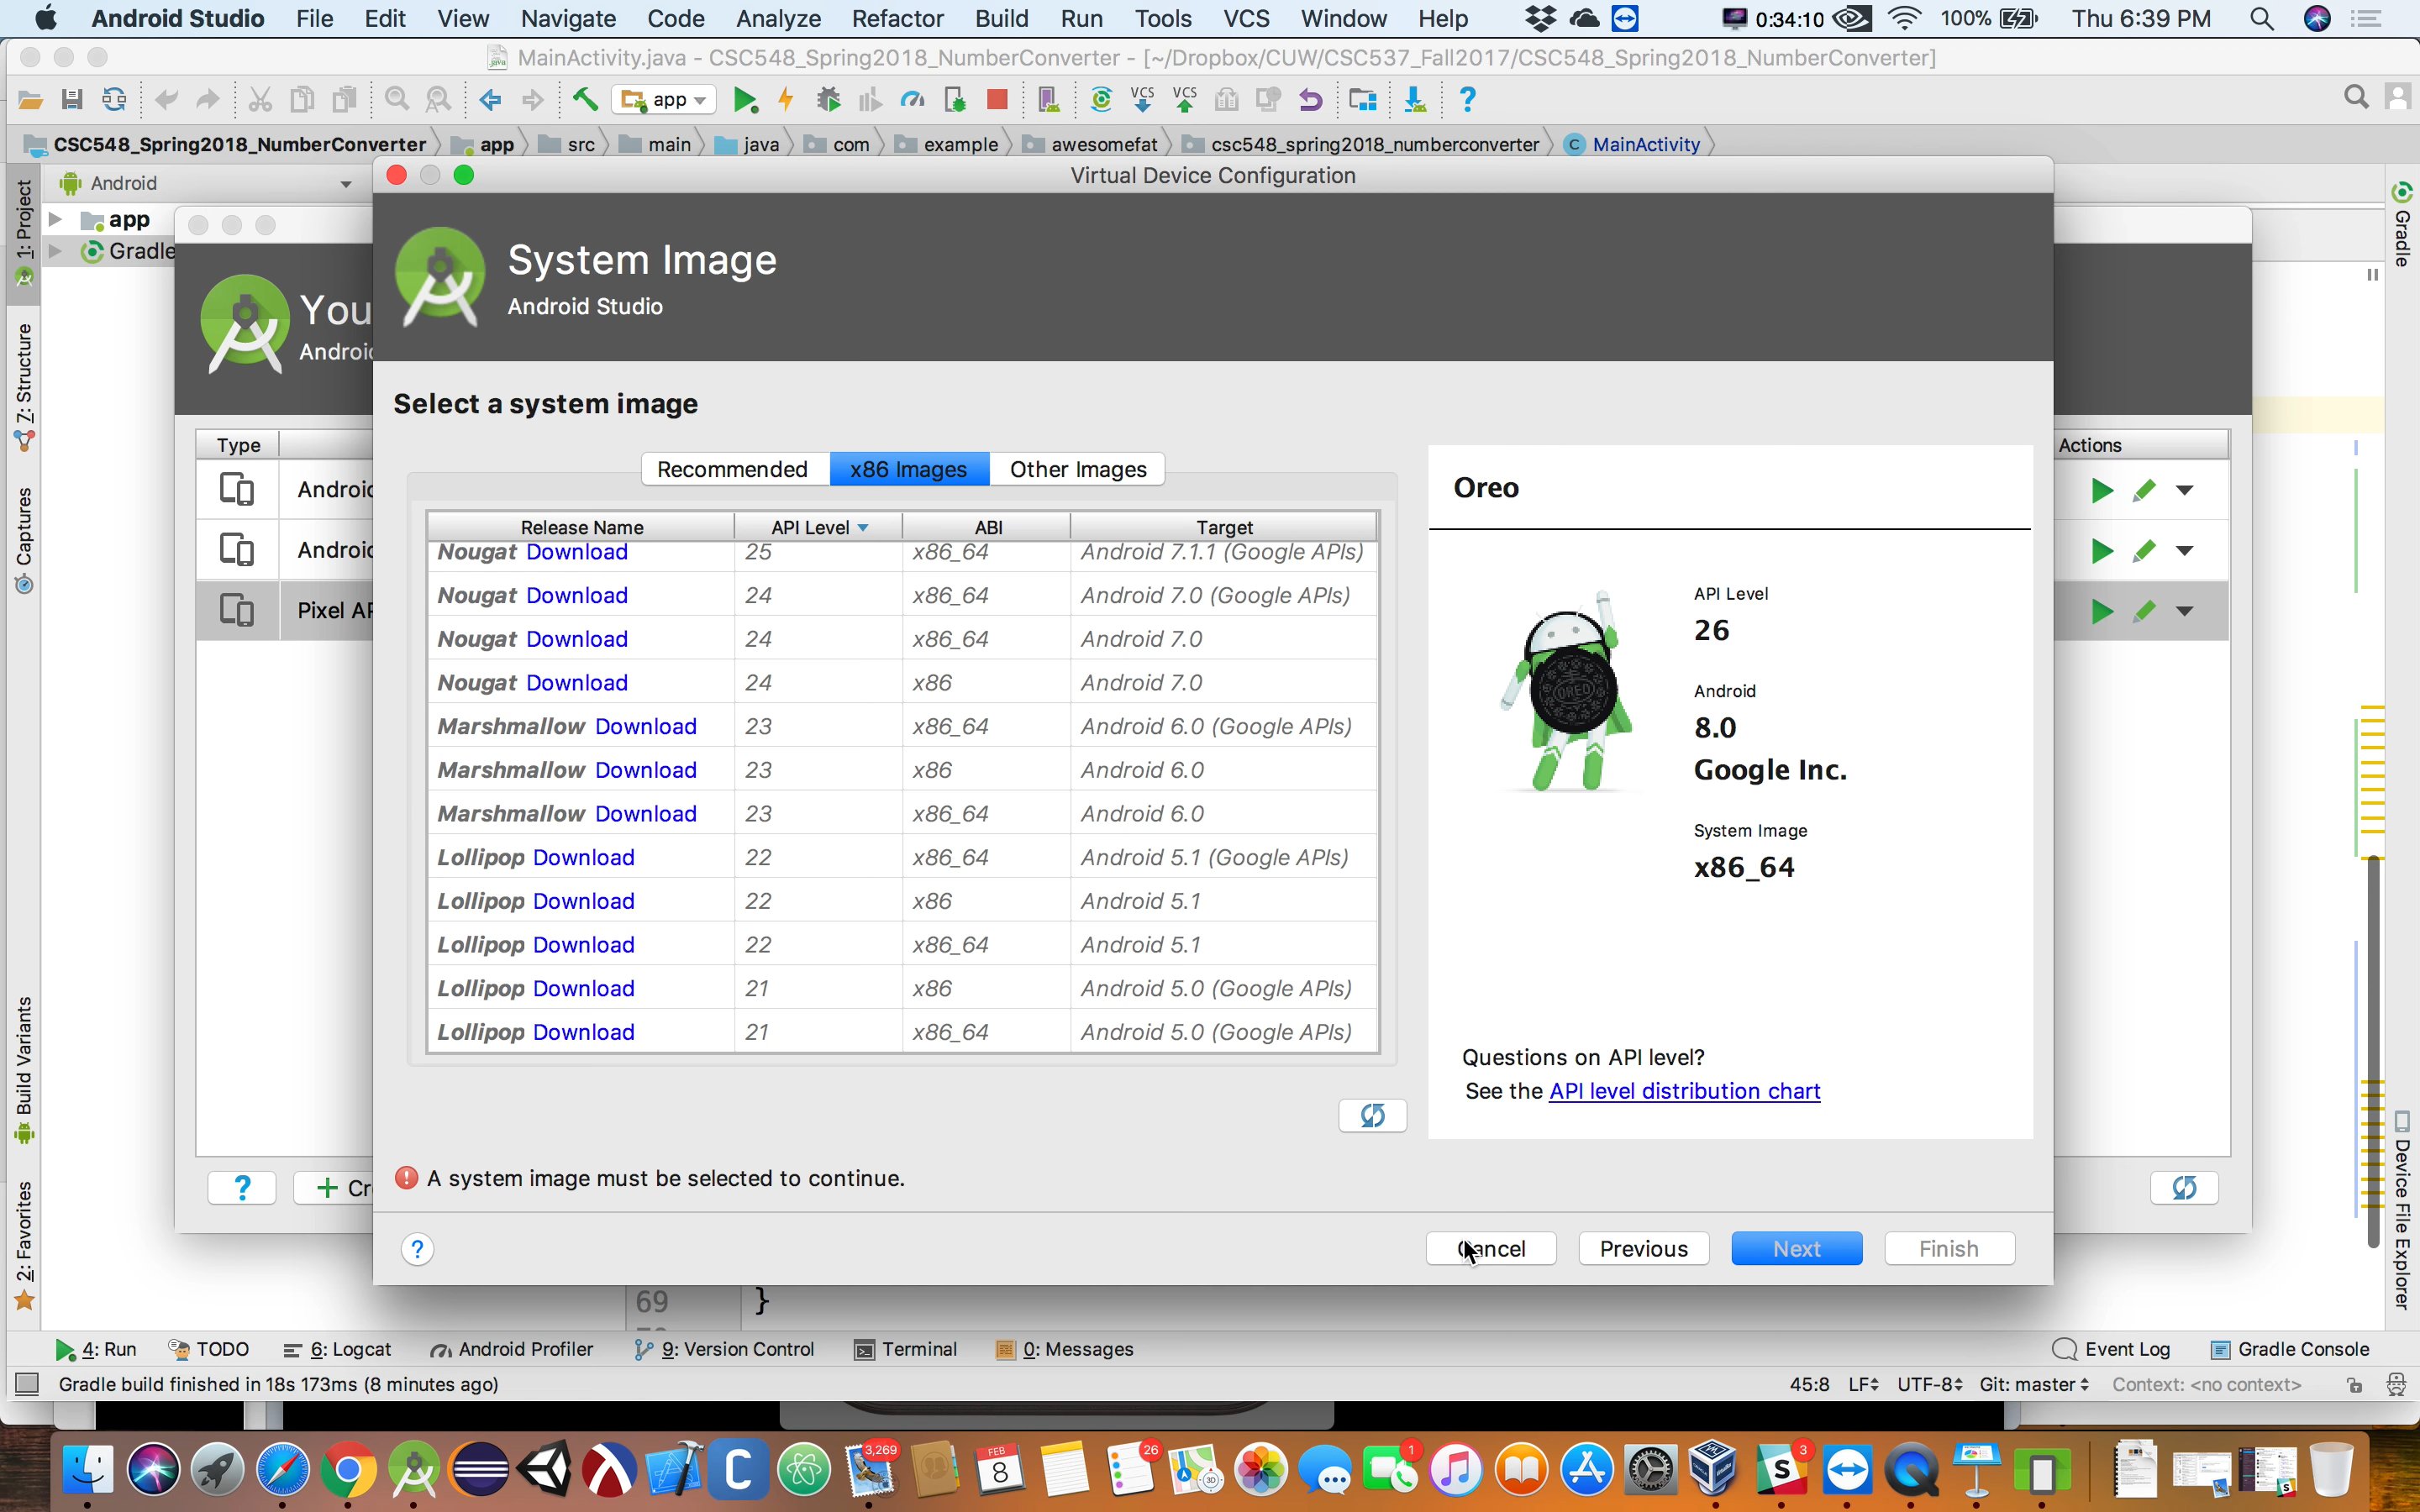 Android Studio File Edit View Navigate Code Analyze Refactor Build Run Tools VCS Window Help 0:34:10 100% Thu 6:39 PM
MainActivity.java - CSC548_Spring2018_NumberConverter - [~/Dropbox/CUW/CSC537_Fall2017/CSC548_Spring2018_NumberConverter]
app VCS VCS ?
CSC548_Spring2018_NumberConverter app src main java com example awesomefat csc548_spring2018_numberconverter C MainActivity
1: Project
Z: Structure
Captures
Build Variants
2: Favorites
Android
app
Gradle
You
Type
Pixel
? +
Virtual Device Configuration
System Image
Android Studio
Select a system image
Recommended x86 Images Other Images
Release Name API Level ABI Target
Nougat Download 25 x86_64 Android 7.1.1 (Google APIs)
Nougat Download 24 x86_64 Android 7.0 (Google APIs)
Nougat Download 24 x86_64 Android 7.0
Nougat Download 24 x86 Android 7.0
Marshmallow Download 23 x86_64 Android 6.0 (Google APIs)
Marshmallow Download 23 x86 Android 6.0
Marshmallow Download 23 x86_64 Android 6.0
Lollipop Download 22 x86_64 Android 5.1 (Google APIs)
Lollipop Download 22 x86 Android 5.1
Lollipop Download 22 x86_64 Android 5.1
Lollipop Download 21 x86 Android 5.0 (Google APIs)
Lollipop Download 21 x86_64 Android 5.0 (Google APIs)
Oreo
OREO
API Level
26
Android
8.0
Google Inc.
System Image
x86_64
Questions on API level?
See the API level distribution chart
! A system image must be selected to continue.
? Cancel Previous Next Finish
Actions
Gradle
Device File Explorer
69 }
4: Run TODO 6: Logcat Android Profiler 9: Version Control Terminal 0: Messages Event Log Gradle Console
Gradle build finished in 18s 173ms (8 minutes ago) 45:8 LF UTF-8 Git: master Context: <no context>
C 3,269 FEB 8 26 3D 1 S 3